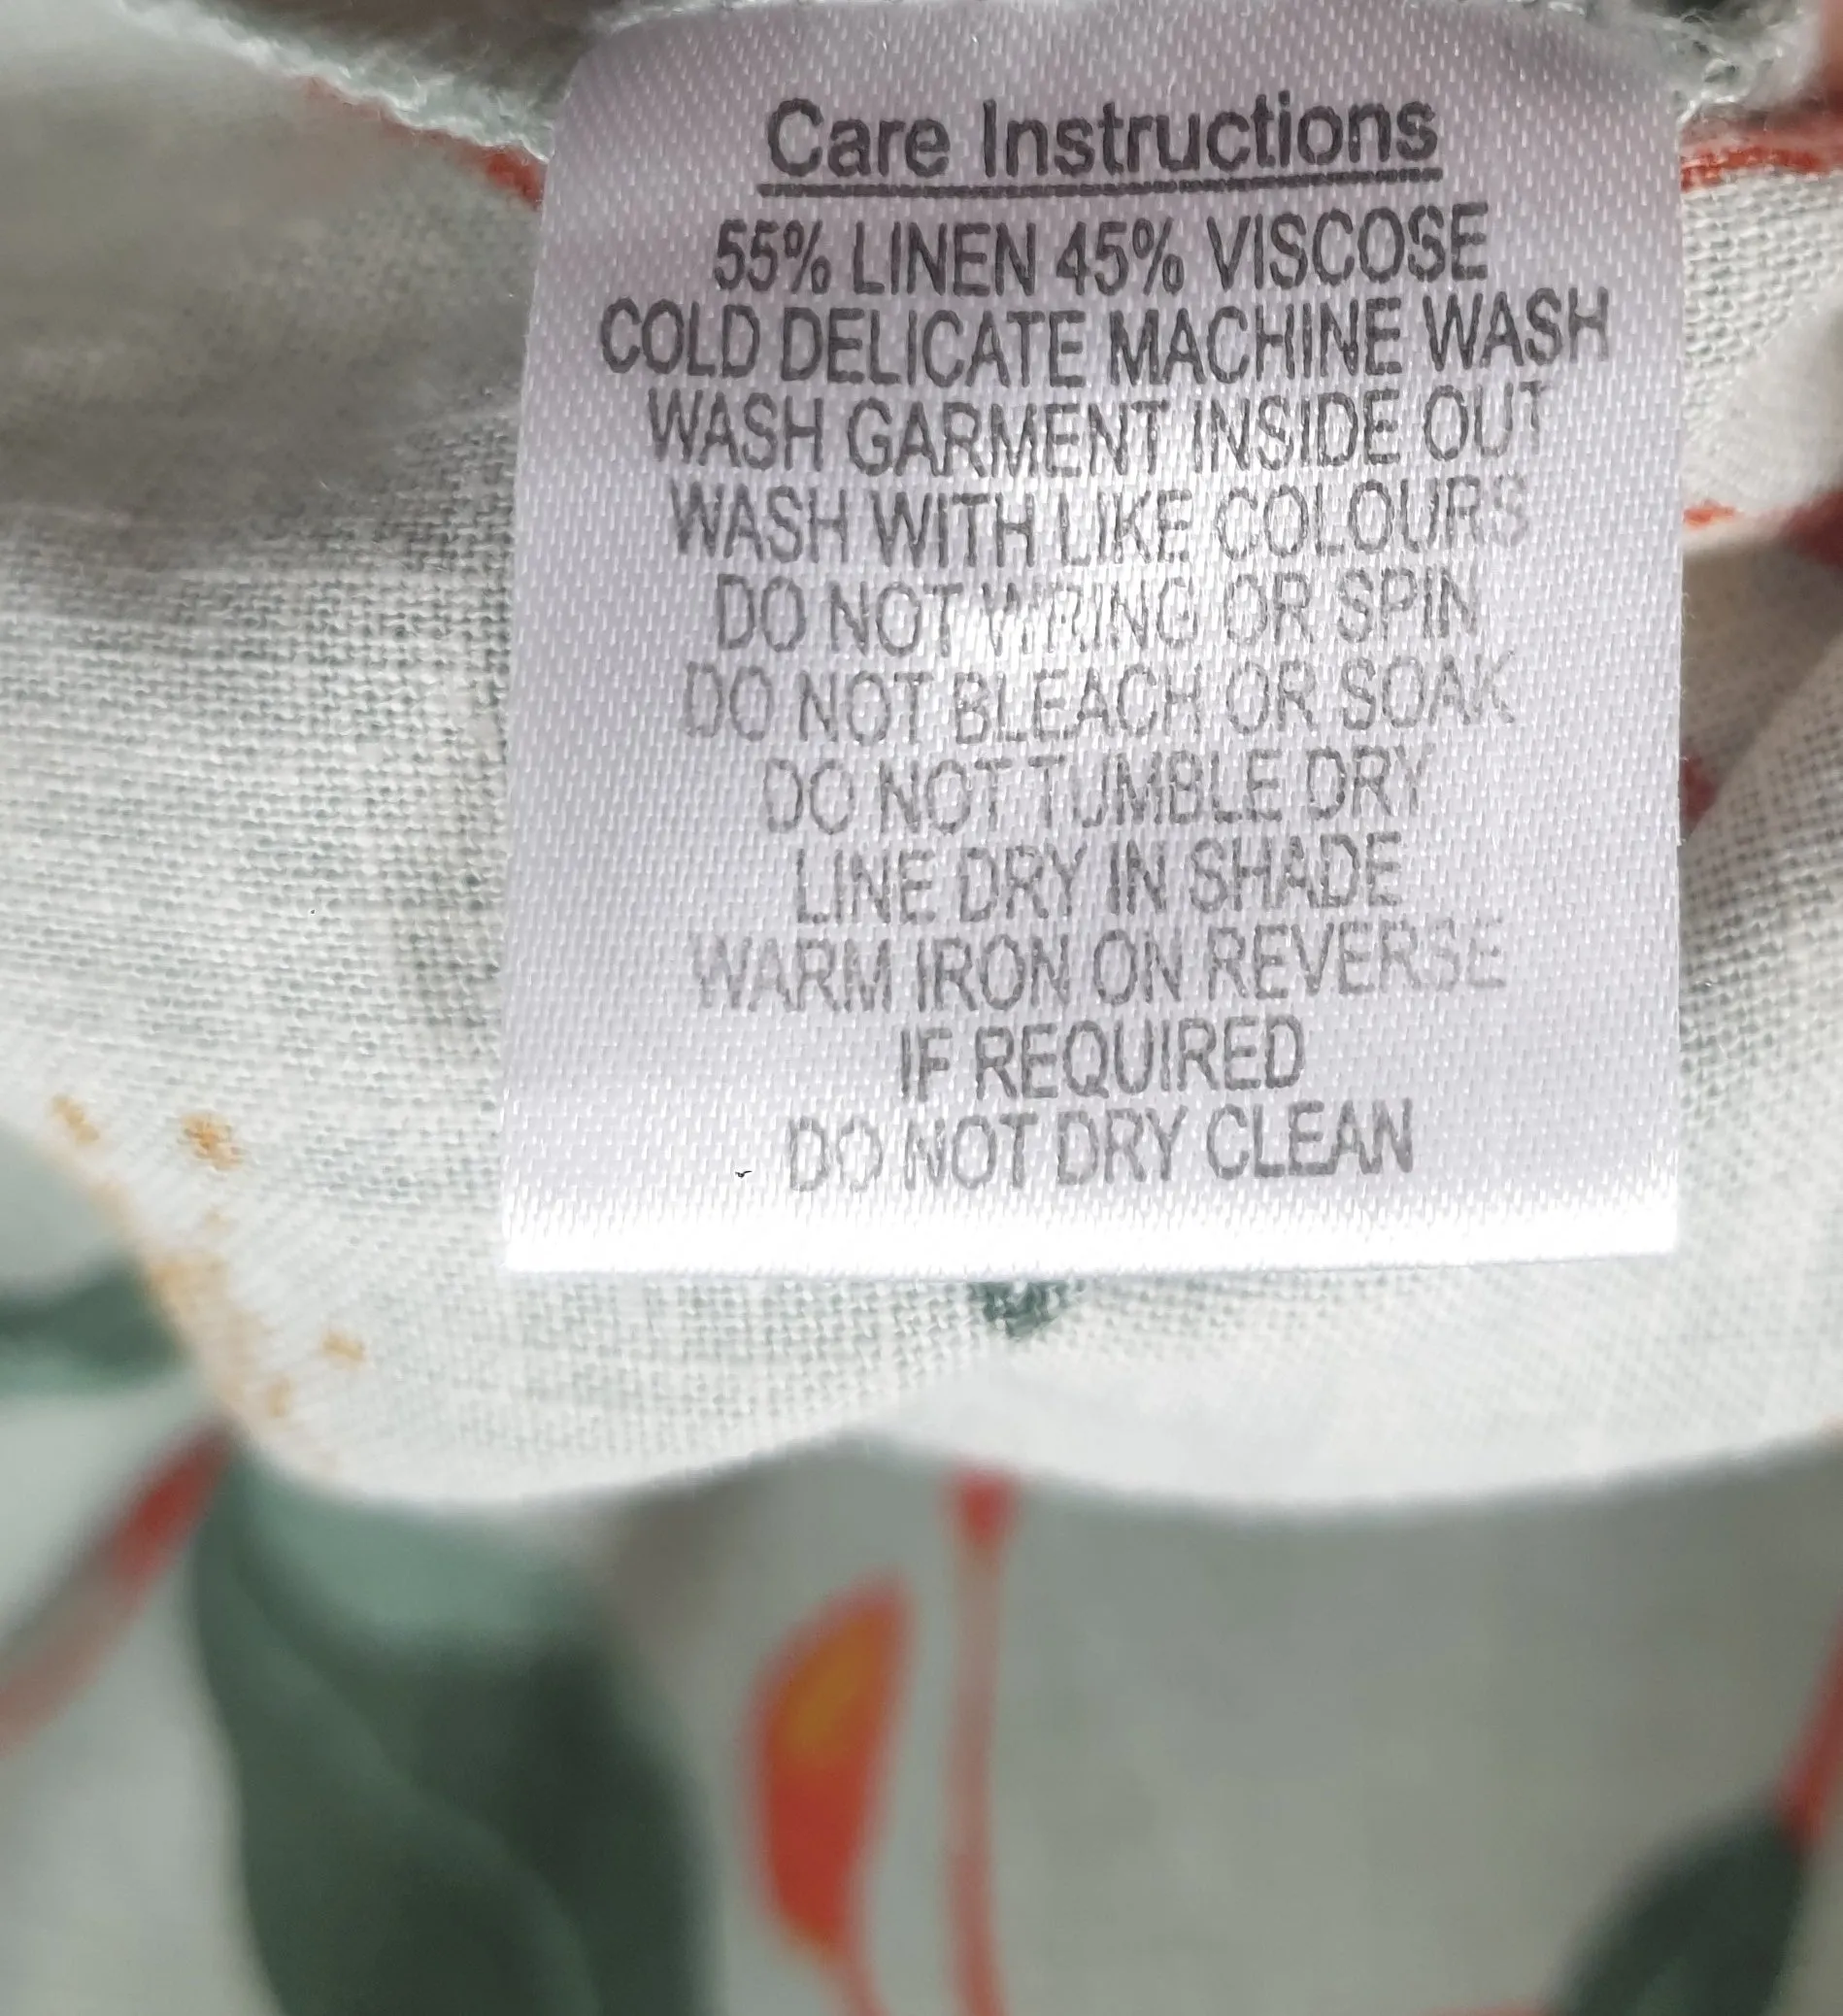 Care Instructions
55% LINEN 45% VISCOSE
COLD DELICATE MACHINE WASH
WASH GARMENT INSIDE OUT
WASH WITH LIKE COLOURS
DO NOT WRING OR SPIN
DO NOT BLEACH OR SOAK
DO NOT TUMBLE DRY
LINE DRY IN SHADE
WARM IRON ON REVERSE
IF REQUIRED
DO NOT DRY CLEAN